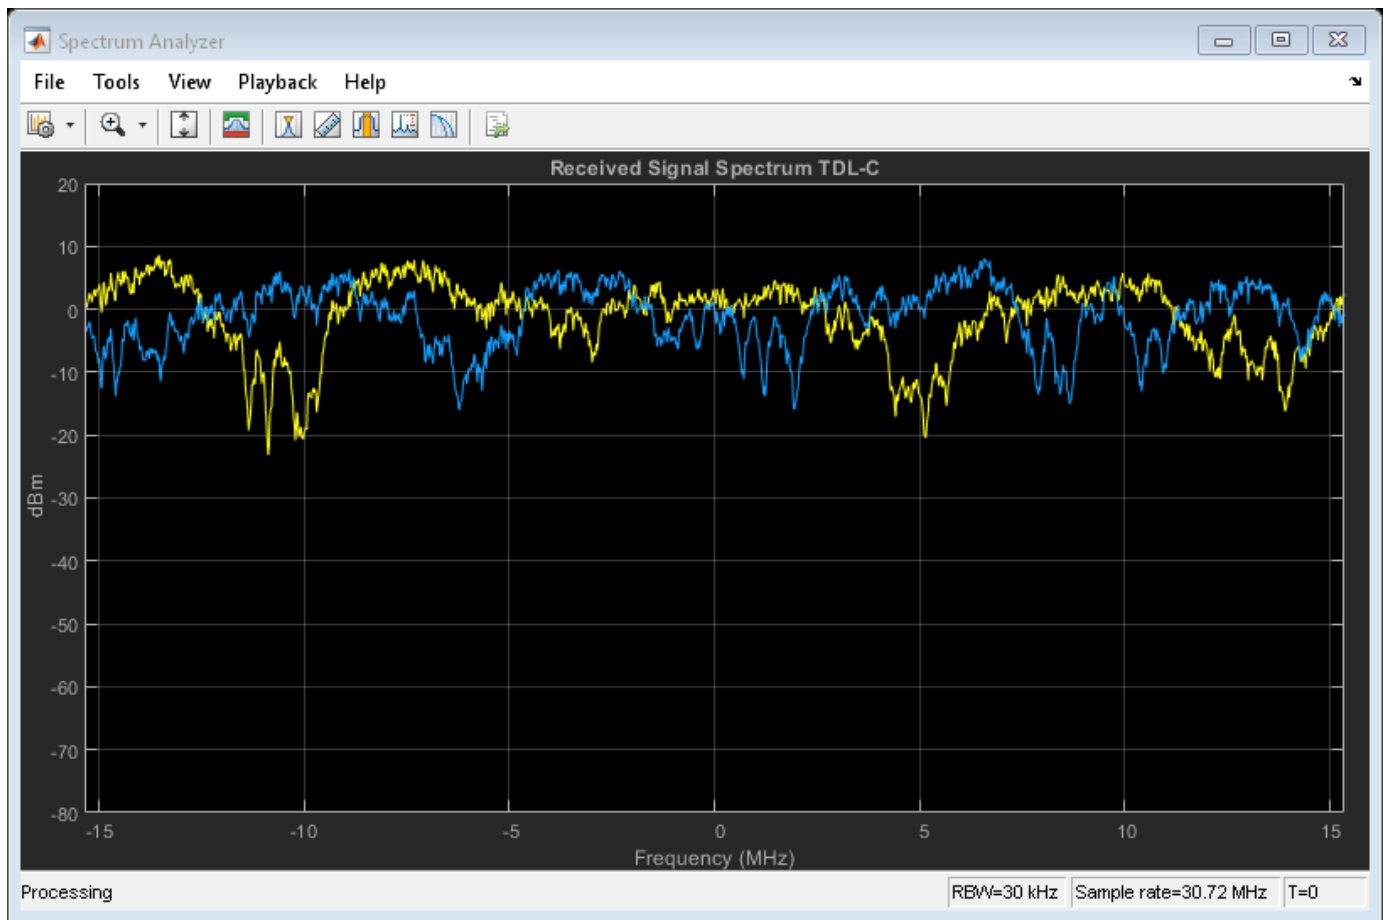 Spectrum Analyzer
File Tools View Playback Help
Received Signal Spectrum TDL-C
20
10
0
-10
-20
-30
-40
-50
-60
-70
-80
dBm
-15 -10 -5 0 5 10 15
Frequency (MHz)
Processing RBW=30 kHz Sample rate=30.72 MHz T=0